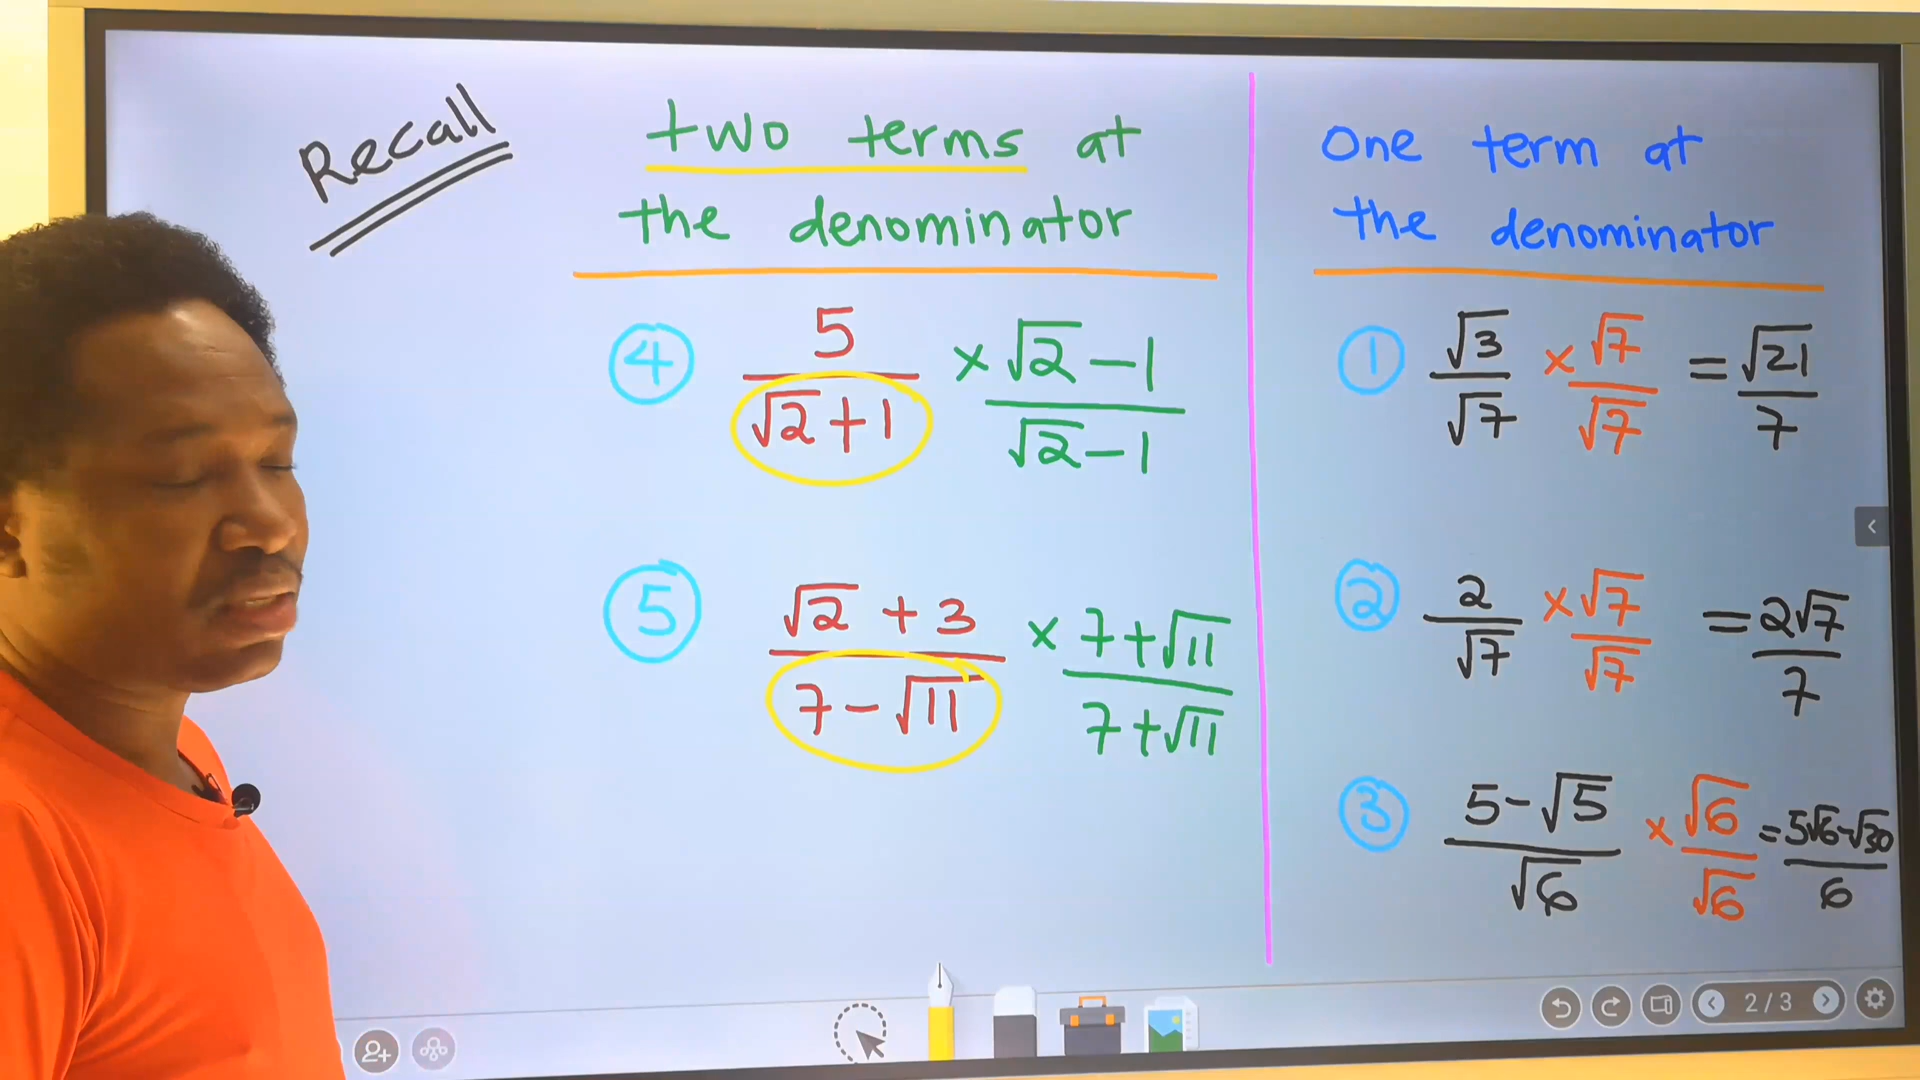 Recall
two terms at
the denominator
④ 5/(√2+1) × (√2-1)/(√2-1)
⑤ (√2+3)/(7-√11) × (7+√11)/(7+√11)
One term at
the denominator
① √3/√7 × √7/√7 = √21/7
② 2/√7 × √7/√7 = 2√7/7
③ (5-√5)/√6 × √6/√6 = (5√6-√30)/6
2/3